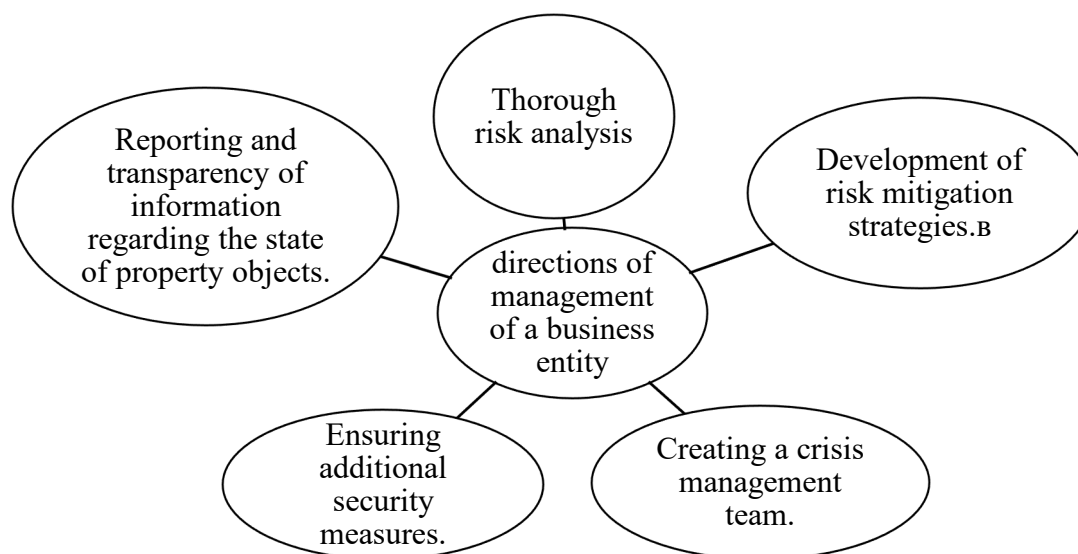 Thorough
risk analysis
Reporting and
transparency of
information
regarding the state
of property objects.
Development of
risk mitigation
strategies.в
directions of
management
of a business
entity
Ensuring
additional
security
measures.
Creating a crisis
management
team.